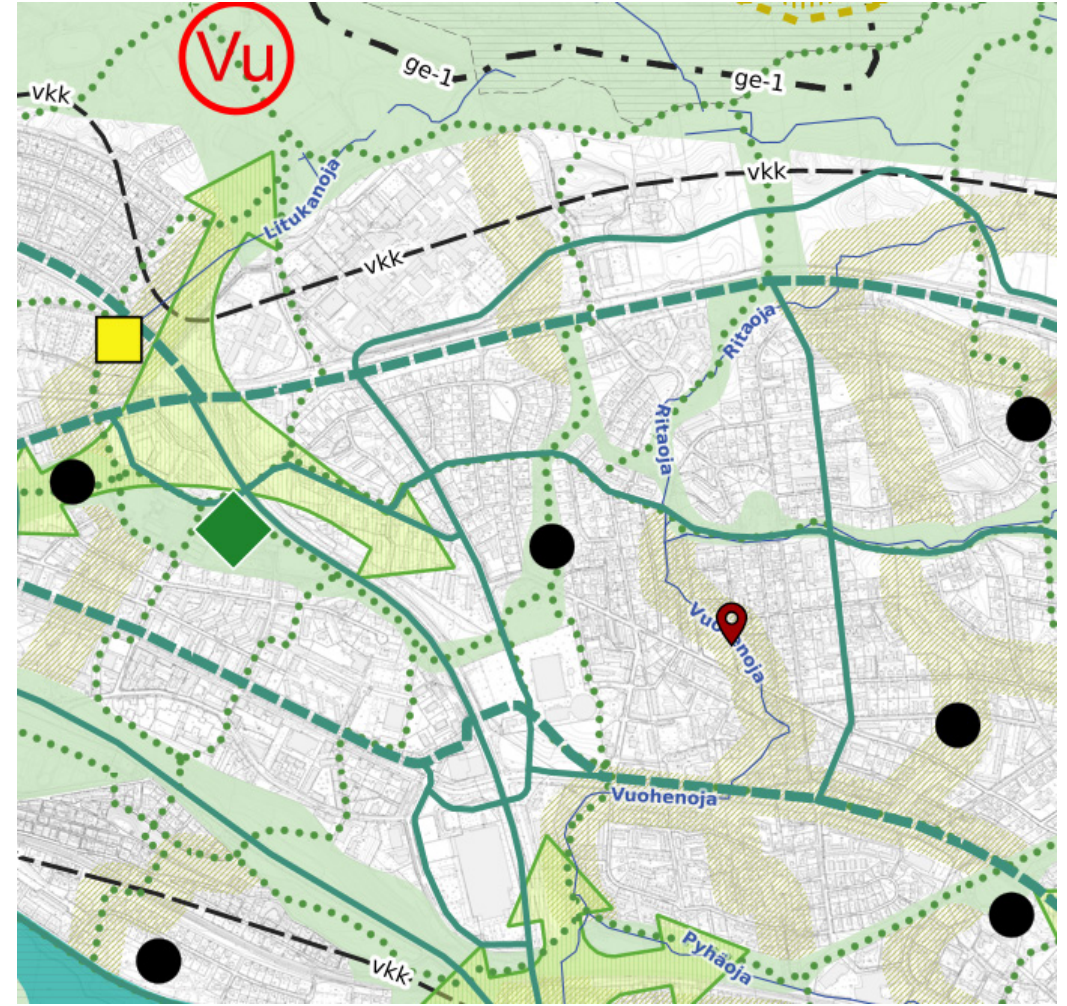 Vu
ge-1
ge-1
vkk
vkk
Litukanoja
vkk
Ritaoja
Ritaoja
Vuohenoja
Vuohenoja
Pyhäoja
vkk